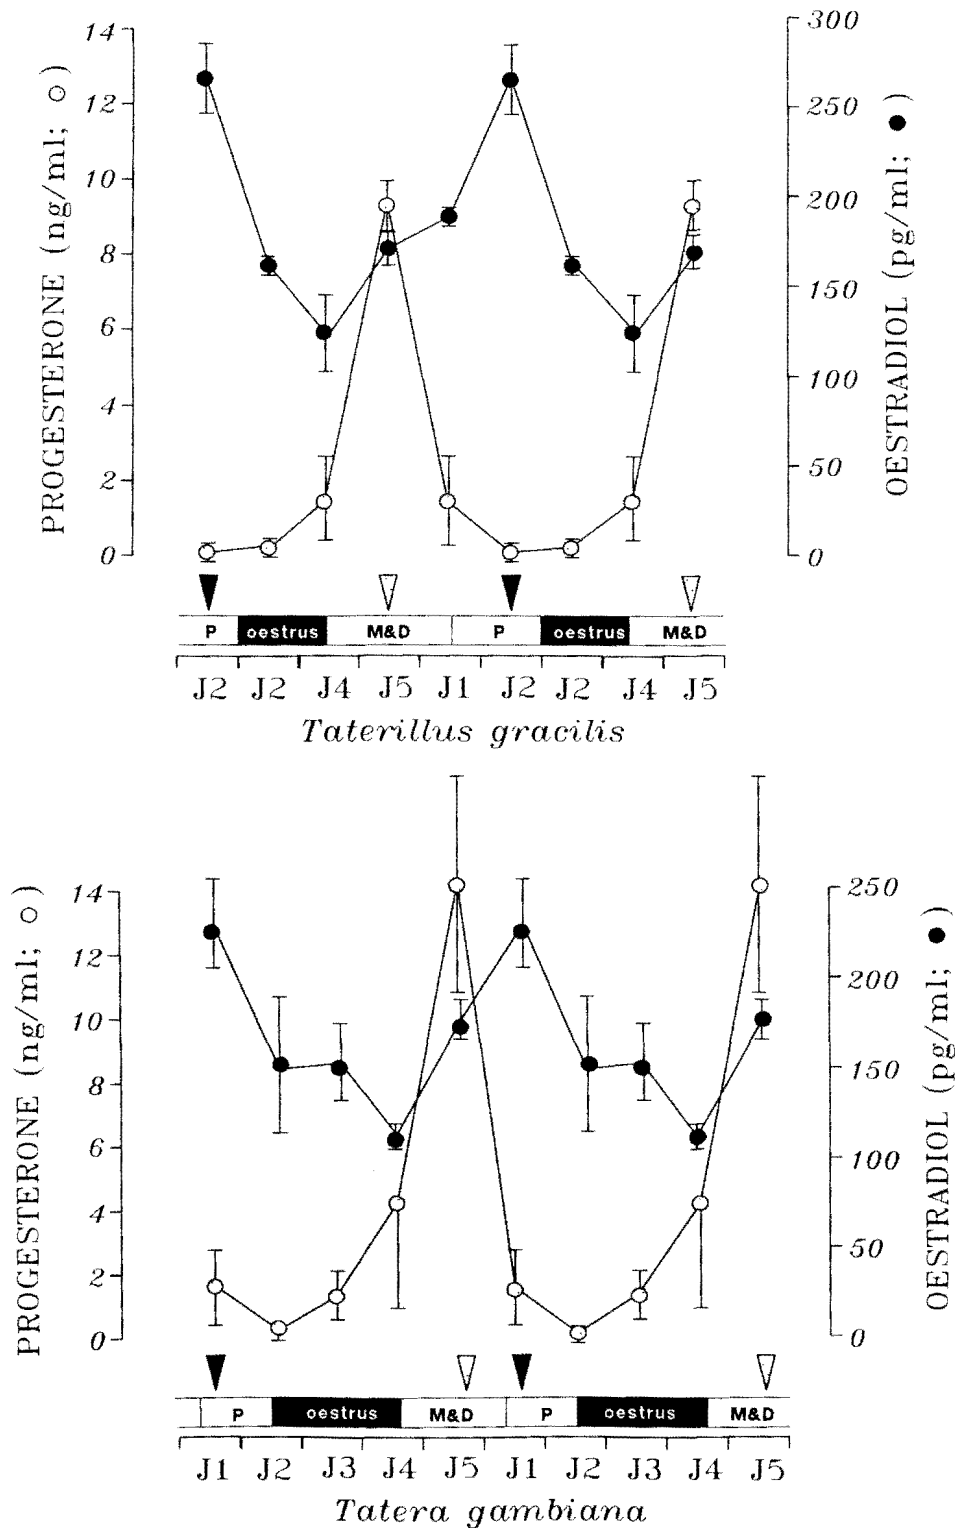 PROGESTERONE (ng/ml; ○)
14
12
10
8
6
4
2
0
300
250
200
150
100
50
0
OESTRADIOL (pg/ml; ●)
P oestrus M&D P oestrus M&D
J2 J2 J4 J5 J1 J2 J2 J4 J5
Taterillus gracilis
PROGESTERONE (ng/ml; ○)
14
12
10
8
6
4
2
0
250
200
150
100
50
0
OESTRADIOL (pg/ml; ●)
P oestrus M&D P oestrus M&D
J1 J2 J3 J4 J5 J1 J2 J3 J4 J5
Tatera gambiana